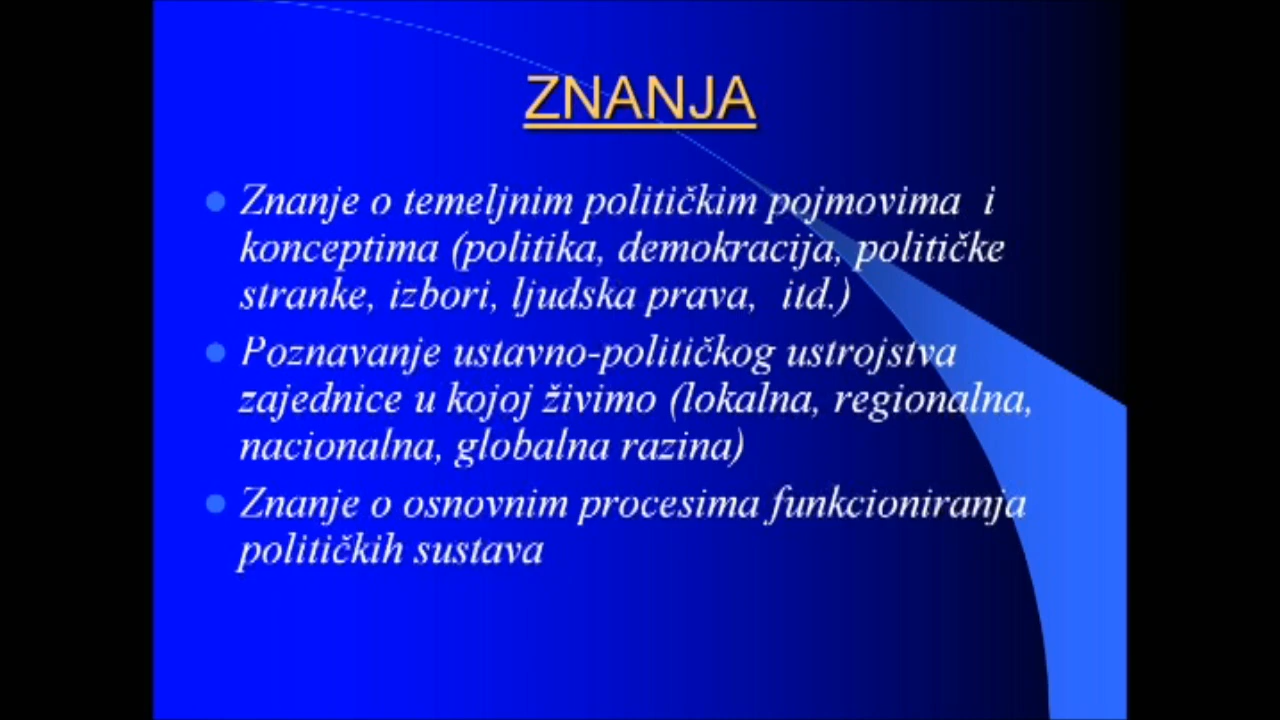 ZNANJA
Znanje o temeljnim političkim pojmovima i
konceptima (politika, demokracija, političke
stranke, izbori, ljudska prava, itd.)
Poznavanje ustavno-političkog ustrojstva
zajednice u kojoj živimo (lokalna, regionalna,
nacionalna, globalna razina)
Znanje o osnovnim procesima funkcioniranja
političkih sustava